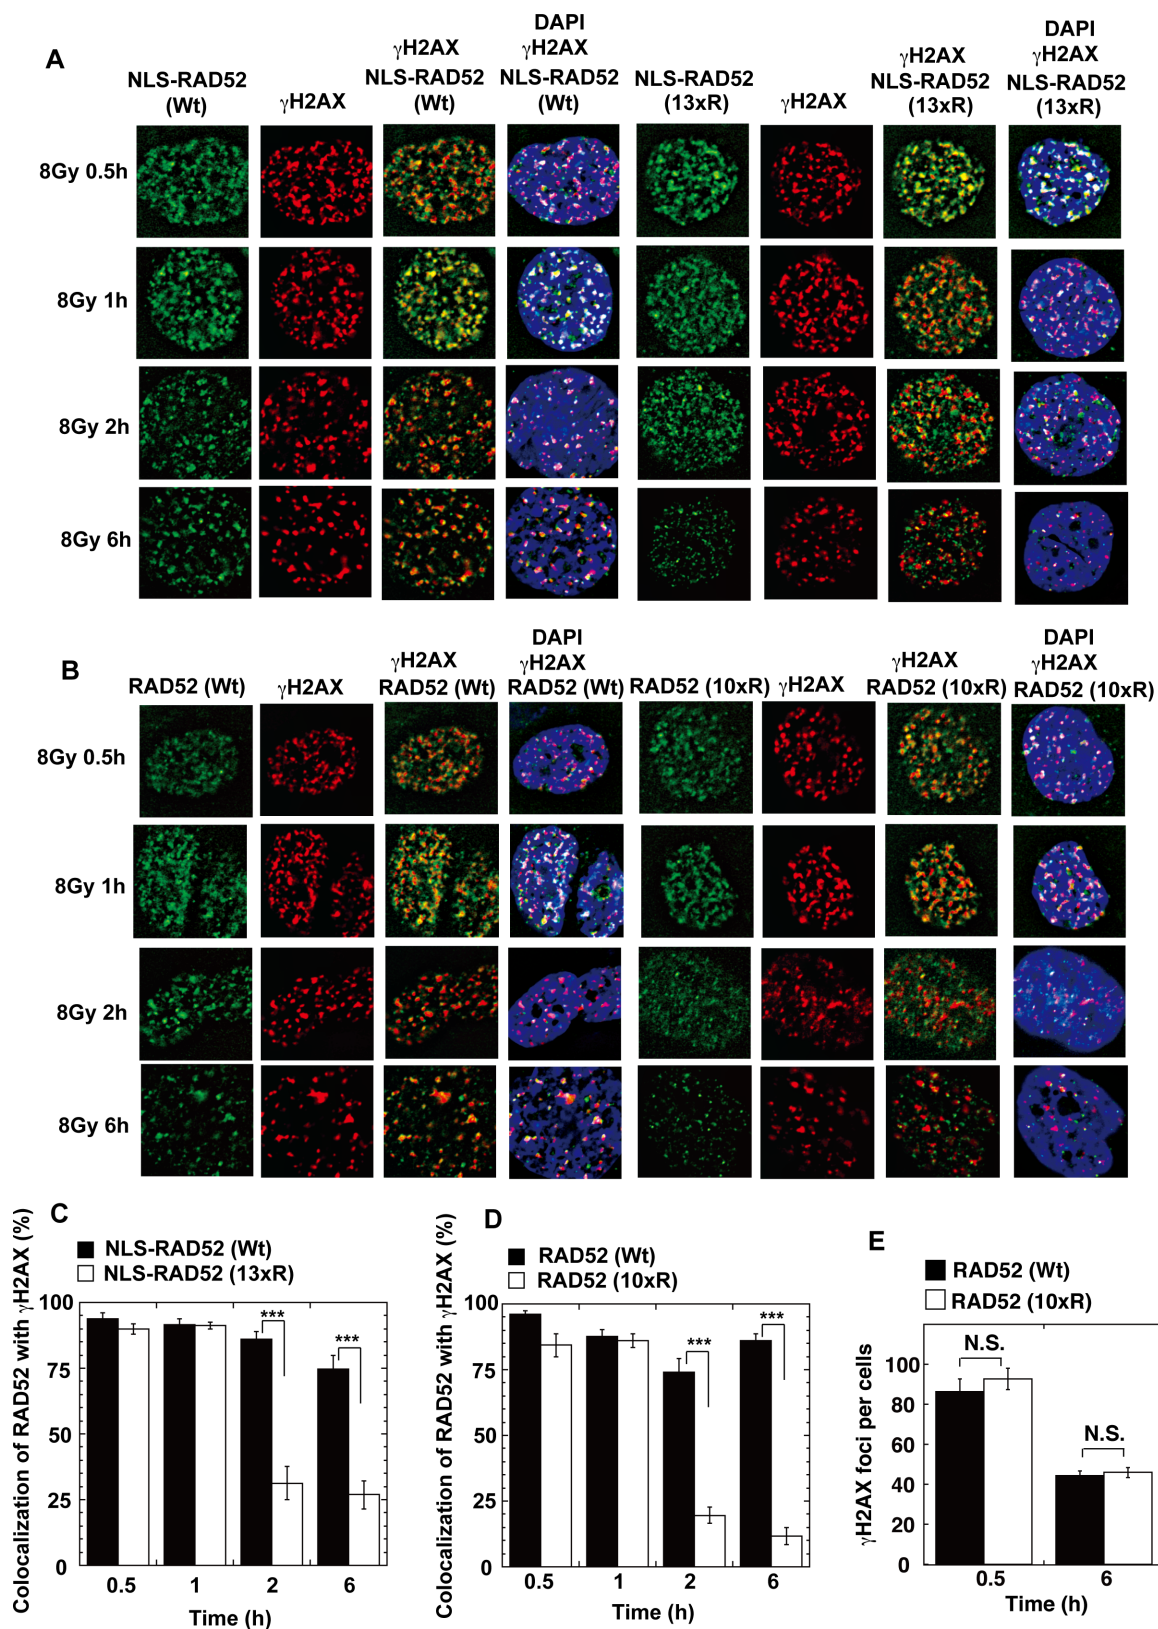 A
NLS-RAD52
(Wt)
γH2AX
γH2AX
NLS-RAD52
(Wt)
DAPI
γH2AX
NLS-RAD52
(Wt)
NLS-RAD52
(13xR)
γH2AX
γH2AX
NLS-RAD52
(13xR)
DAPI
γH2AX
NLS-RAD52
(13xR)
8Gy 0.5h
8Gy 1h
8Gy 2h
8Gy 6h
B
RAD52 (Wt)
γH2AX
γH2AX
RAD52 (Wt)
DAPI
γH2AX
RAD52 (Wt)
RAD52 (10xR)
γH2AX
γH2AX
RAD52 (10xR)
DAPI
γH2AX
RAD52 (10xR)
8Gy 0.5h
8Gy 1h
8Gy 2h
8Gy 6h
C
NLS-RAD52 (Wt)
NLS-RAD52 (13xR)
Colocalization of RAD52 with γH2AX (%)
100
75
50
25
0
***
***
0.5 1 2 6
Time (h)
D
RAD52 (Wt)
RAD52 (10xR)
Colocalization of RAD52 with γH2AX (%)
100
75
50
25
0
***
***
0.5 1 2 6
Time (h)
E
RAD52 (Wt)
RAD52 (10xR)
γH2AX foci per cells
100
80
60
40
20
0
N.S.
N.S.
0.5 6
Time (h)